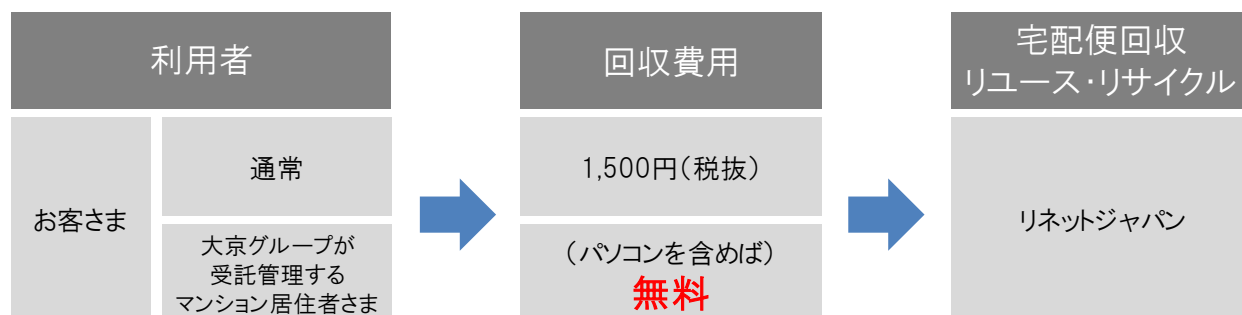 利用者
回収費用
宅配便回収
リユース・リサイクル
お客さま
通常
1,500円(税抜)
リネットジャパン
大京グループが
受託管理する
マンション居住者さま
(パソコンを含めば)
無料